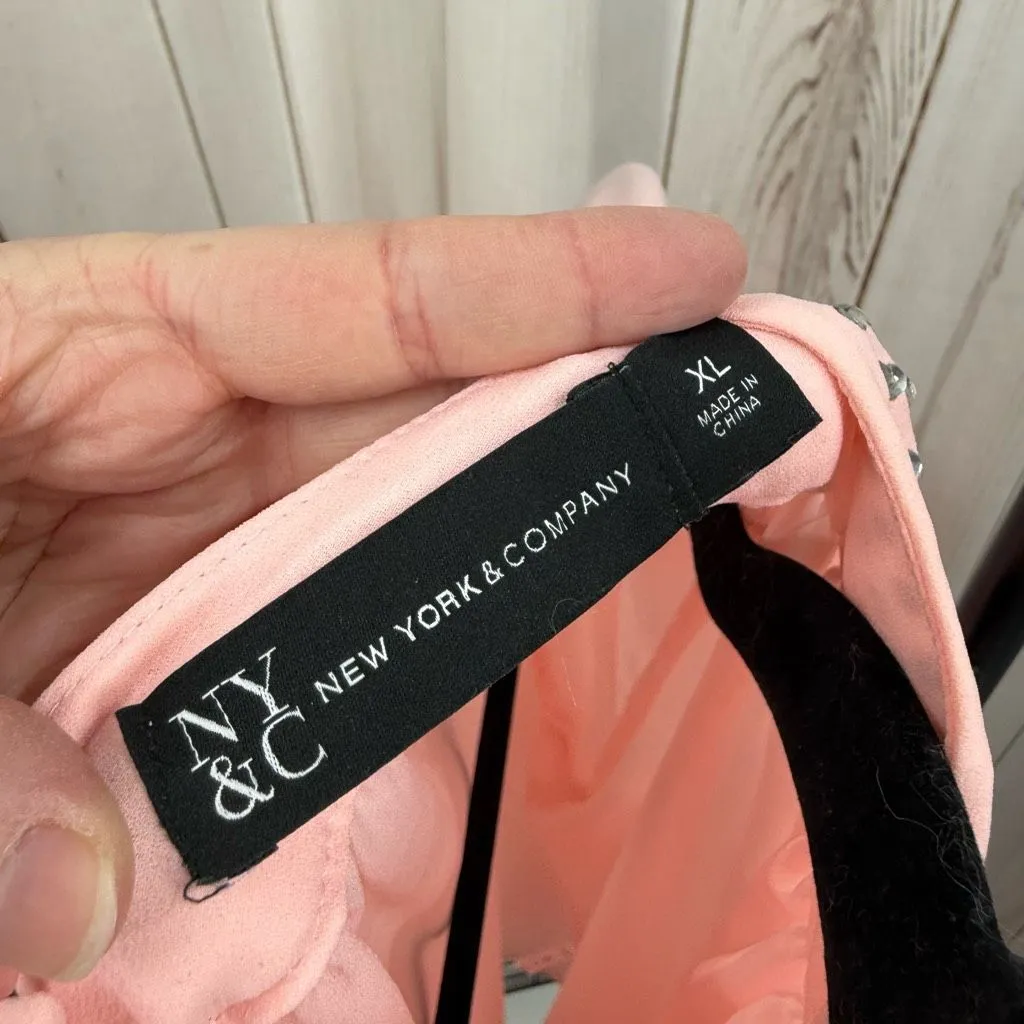 NY
&C
NEW YORK & COMPANY
XL
MADE IN
CHINA